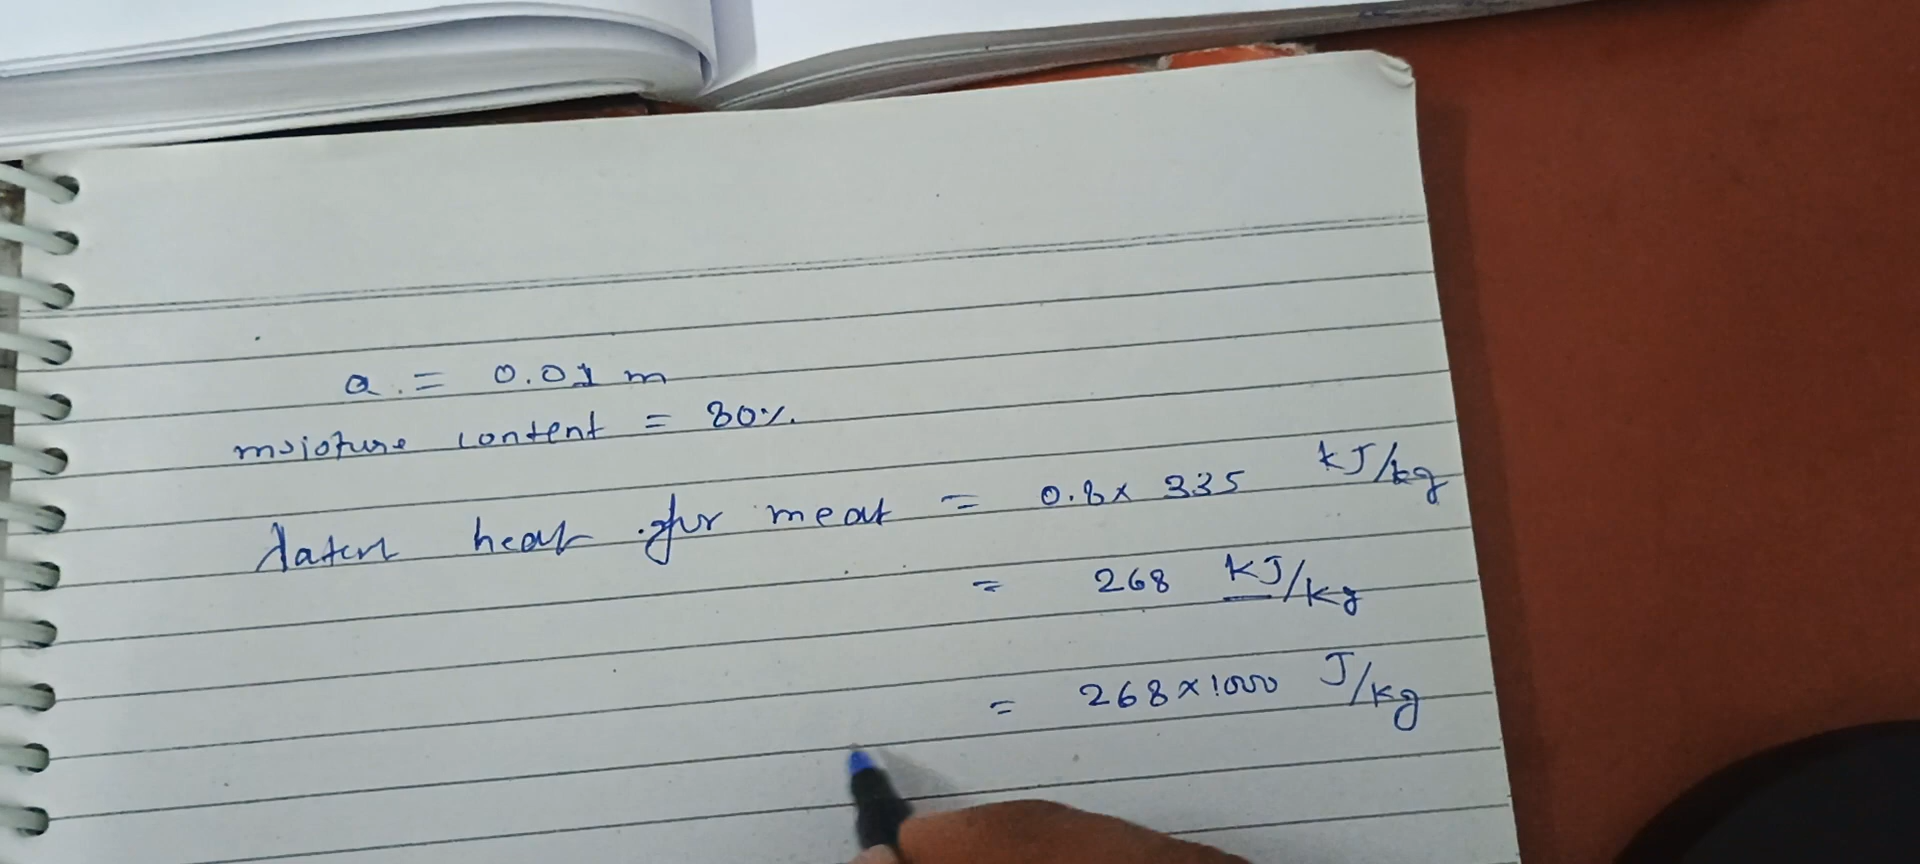 a = 0.01 m
moisture content = 80%.
latent heat for meat = 0.8 x 335 kJ/kg
= 268 kJ/kg
= 268 x 1000 J/kg